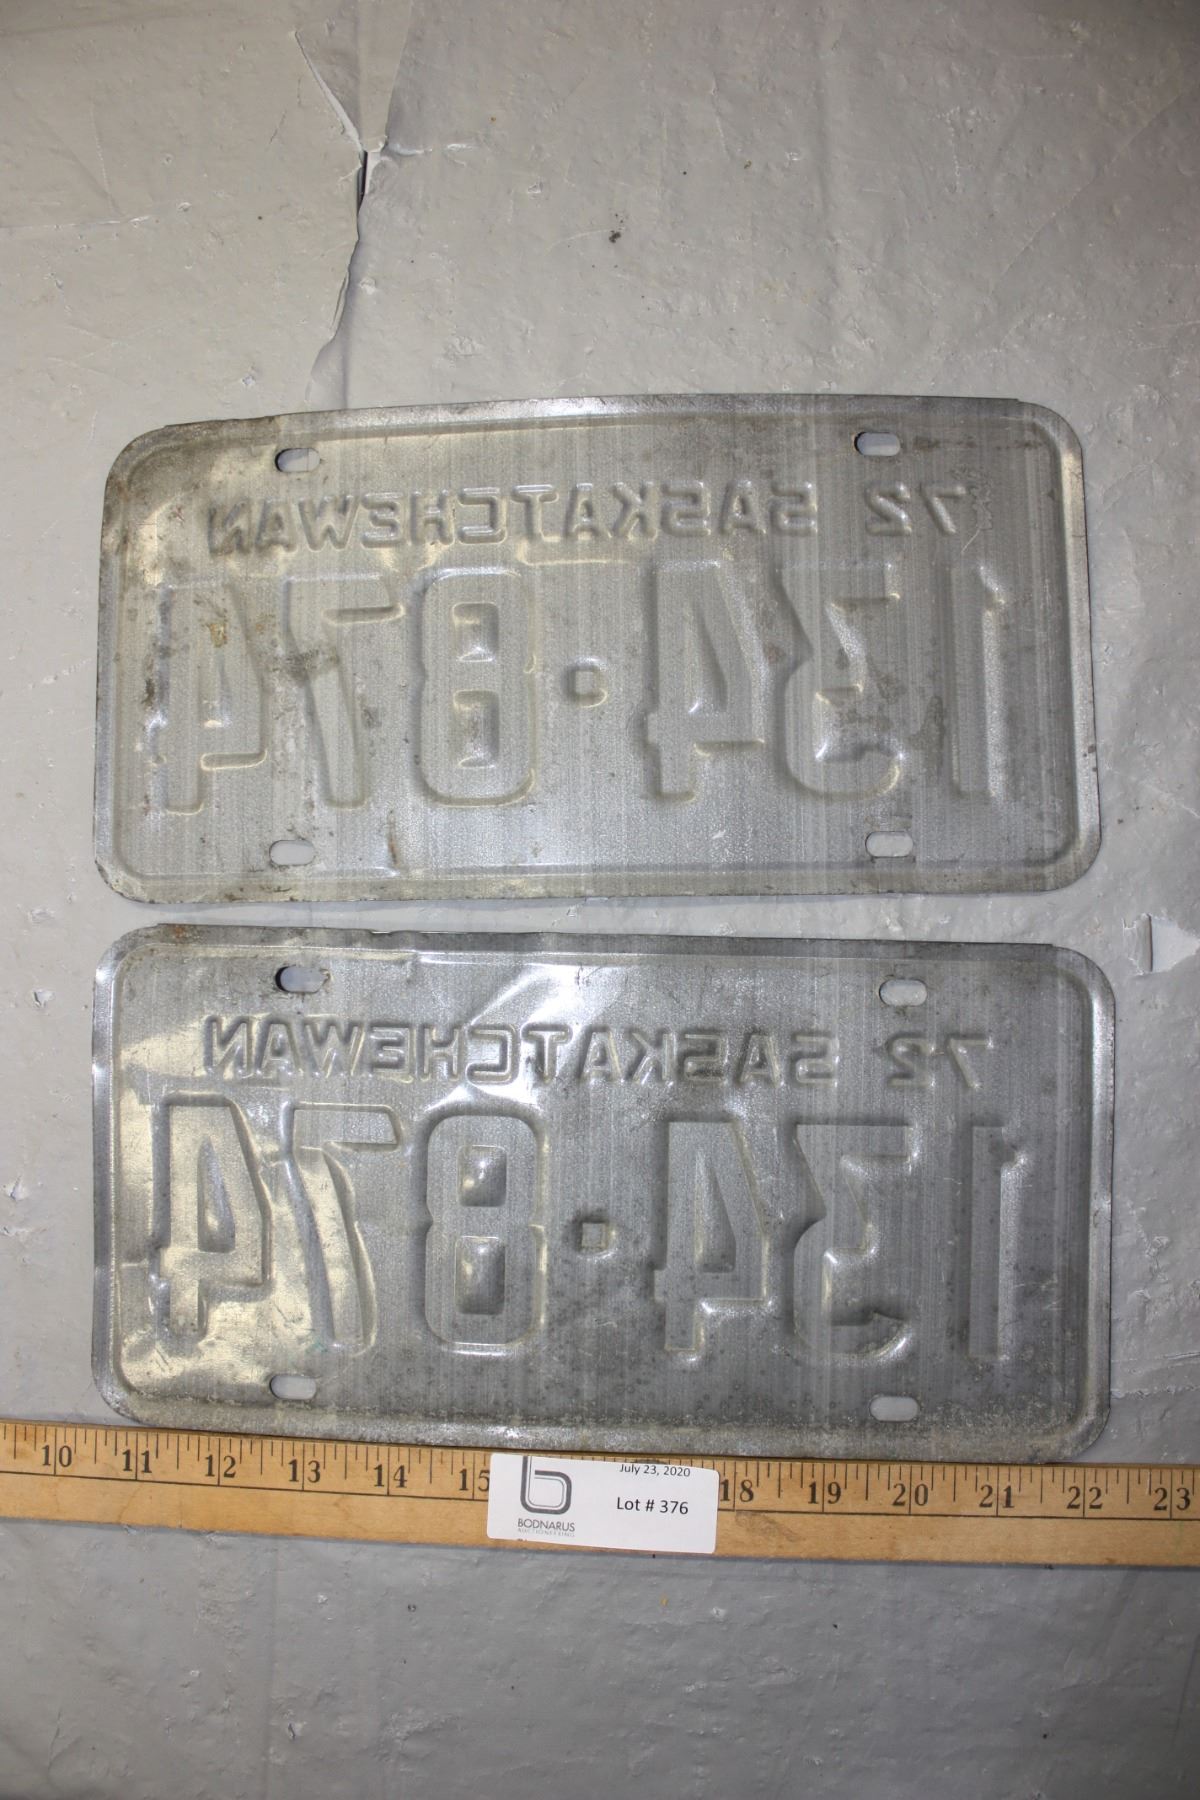 72 SASKATCHEWAN
134·874
72 SASKATCHEWAN
134·874
10 11 12 13 14 15 18 19 20 21 22 23
July 23, 2020
Lot # 376
b
BODNARUS
AUCTIONEERING